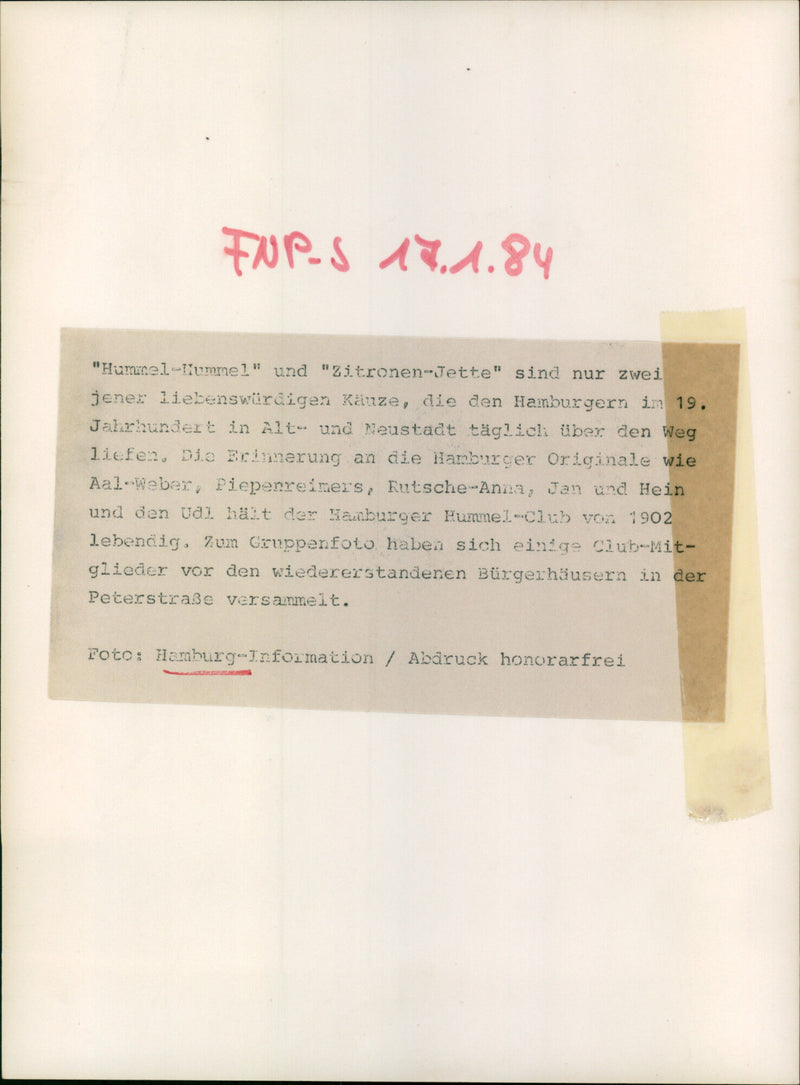 FNP-S 17.1.84
"Hummel-Hummel" und "Zitronen-Jette" sind nur zwei
jener liebenswürdigen Käuze, die den Hamburgern im 19.
Jahrhundert in Alt- und Neustadt täglich über den Weg
liefen. Die Erinnerung an die Hamburger Originale wie
Aal-Weber, Piepenreimers, Rutsche-Anna, Jan und Hein
und den Udl hält der Hamburger Hummel-Club von 1902
lebendig. Zum Gruppenfoto haben sich einige Club-Mit-
glieder vor den wiedererstandenen Bürgerhäusern in der
Peterstraße versammelt.
Foto: Hamburg-Information / Abdruck honorarfrei